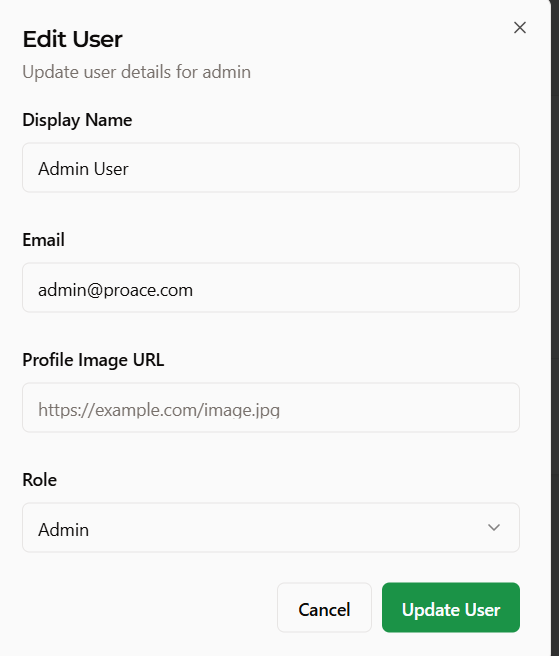 Edit User
Update user details for admin
Display Name
Admin User
Email
admin@proace.com
Profile Image URL
https://example.com/image.jpg
Role
Admin
Cancel Update User